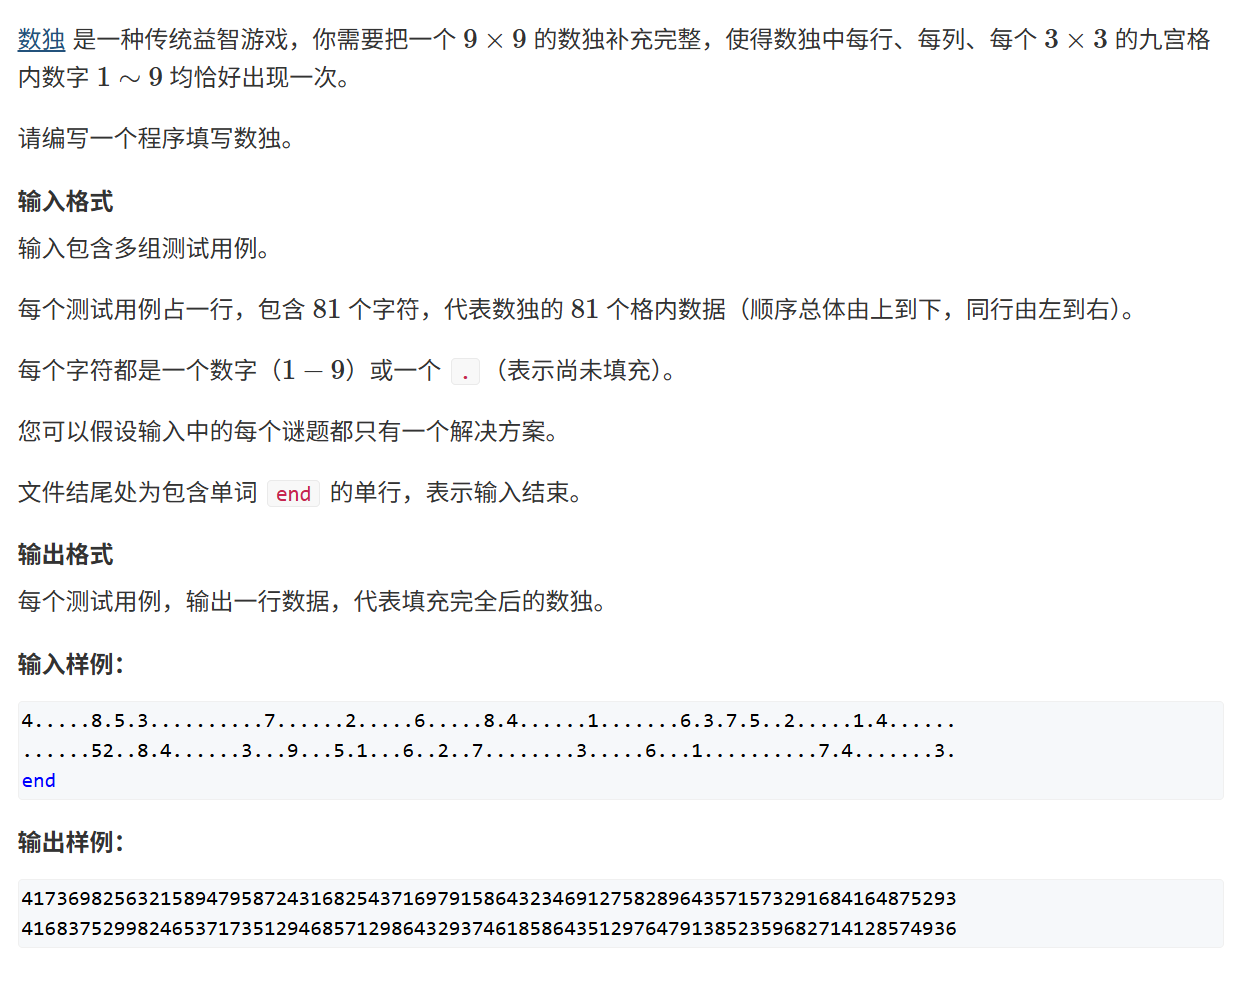 数独 是一种传统益智游戏，你需要把一个 9 × 9 的数独补充完整，使得数独中每行、每列、每个 3 × 3 的九宫格
内数字 1 ∼ 9 均恰好出现一次。
请编写一个程序填写数独。
输入格式
输入包含多组测试用例。
每个测试用例占一行，包含 81 个字符，代表数独的 81 个格内数据（顺序总体由上到下，同行由左到右）。
每个字符都是一个数字（1 − 9）或一个 . （表示尚未填充）。
您可以假设输入中的每个谜题都只有一个解决方案。
文件结尾处为包含单词 end 的单行，表示输入结束。
输出格式
每个测试用例，输出一行数据，代表填充完全后的数独。
输入样例：
4.....8.5.3..........7......2.....6.....8.4......1.......6.3.7.5..2.....1.4......
......52..8.4......3...9...5.1...6..2..7........3.....6...1..........7.4.......3.
end
输出样例：
417369825632158947958724316825437169791586432346912758289643571573291684164875293
416837529982465371735129468571298643293746185864351297647913852359682714128574936